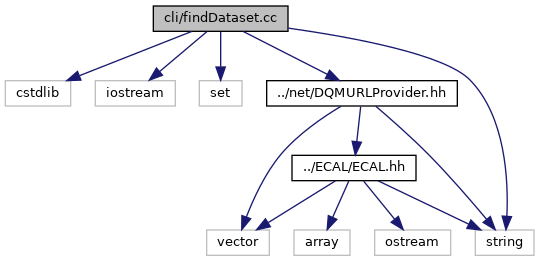 cli/findDataset.cc
cstdlib
iostream
set
../net/DQMURLProvider.hh
../ECAL/ECAL.hh
vector
array
ostream
string